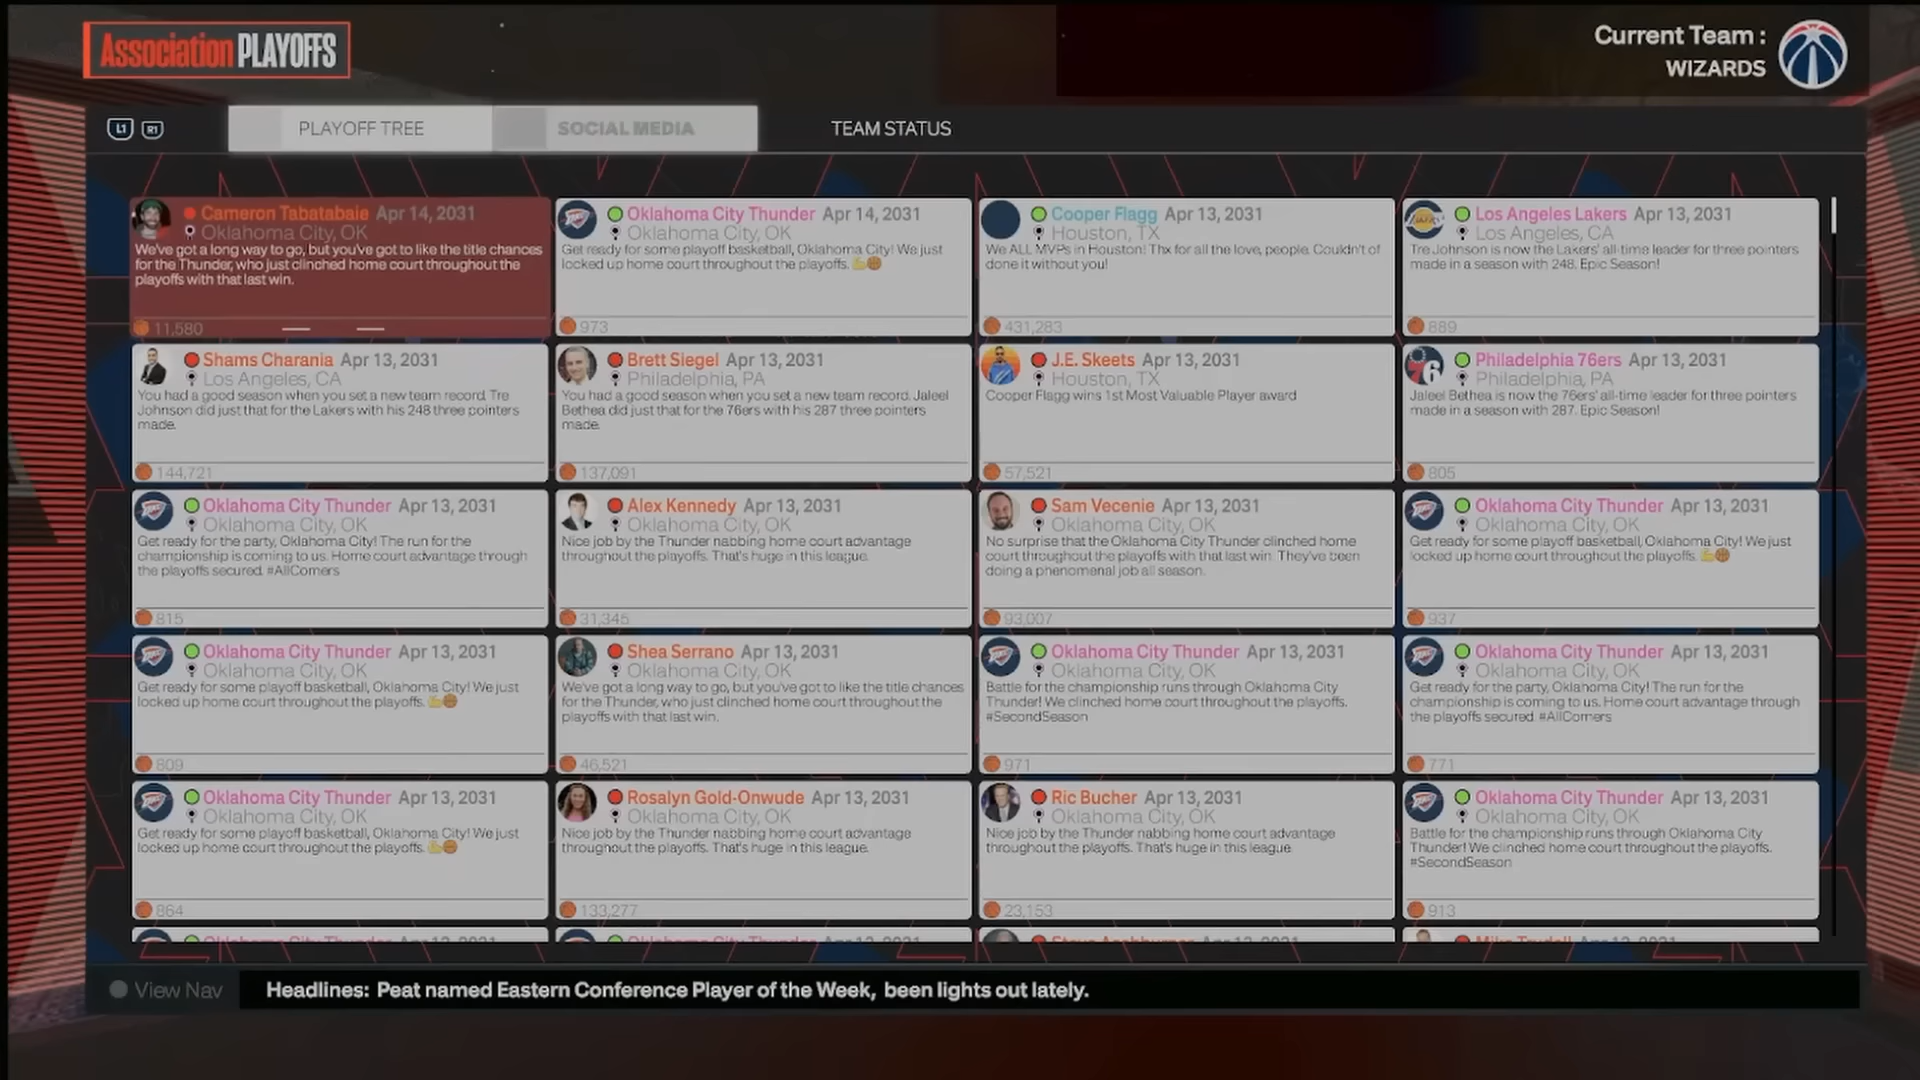 Association PLAYOFFS
Current Team :
WIZARDS
L1 R1
PLAYOFF TREE
SOCIAL MEDIA
TEAM STATUS
Cameron Tabatabaie Apr 14, 2031
Oklahoma City, OK
We've got a long way to go, but you've got to like the title chances
for the Thunder, who just clinched home court throughout the
playoffs with that last win.
11,580
Oklahoma City Thunder Apr 14, 2031
Oklahoma City, OK
Get ready for some playoff basketball, Oklahoma City! We just
locked up home court throughout the playoffs. 💪🏀
973
Cooper Flagg Apr 13, 2031
Houston, TX
We ALL MVPs in Houston! Thx for all the love, people. Couldn't of
done it without you!
431,283
Los Angeles Lakers Apr 13, 2031
Los Angeles, CA
Tre Johnson is now the Lakers' all-time leader for three pointers
made in a season with 248. Epic Season!
889
Shams Charania Apr 13, 2031
Los Angeles, CA
You had a good season when you set a new team record. Tre
Johnson did just that for the Lakers with his 248 three pointers
made.
144,721
Brett Siegel Apr 13, 2031
Philadelphia, PA
You had a good season when you set a new team record. Jaleel
Bethea did just that for the 76ers with his 287 three pointers
made.
137,091
J.E. Skeets Apr 13, 2031
Houston, TX
Cooper Flagg wins 1st Most Valuable Player award
57,521
Philadelphia 76ers Apr 13, 2031
Philadelphia, PA
Jaleel Bethea is now the 76ers' all-time leader for three pointers
made in a season with 287. Epic Season!
805
Oklahoma City Thunder Apr 13, 2031
Oklahoma City, OK
Get ready for the party, Oklahoma City! The run for the
championship is coming to us. Home court advantage through
the playoffs secured. #AllComers
815
Alex Kennedy Apr 13, 2031
Oklahoma City, OK
Nice job by the Thunder nabbing home court advantage
throughout the playoffs. That's huge in this league.
31,345
Sam Vecenie Apr 13, 2031
Oklahoma City, OK
No surprise that the Oklahoma City Thunder clinched home
court throughout the playoffs with that last win. They've been
doing a phenomenal job all season.
93,007
Oklahoma City Thunder Apr 13, 2031
Oklahoma City, OK
Get ready for some playoff basketball, Oklahoma City! We just
locked up home court throughout the playoffs. 💪🏀
937
Oklahoma City Thunder Apr 13, 2031
Oklahoma City, OK
Get ready for some playoff basketball, Oklahoma City! We just
locked up home court throughout the playoffs. 💪🏀
809
Shea Serrano Apr 13, 2031
Oklahoma City, OK
We've got a long way to go, but you've got to like the title chances
for the Thunder, who just clinched home court throughout the
playoffs with that last win.
46,521
Oklahoma City Thunder Apr 13, 2031
Oklahoma City, OK
Battle for the championship runs through Oklahoma City
Thunder! We clinched home court throughout the playoffs.
#SecondSeason
971
Oklahoma City Thunder Apr 13, 2031
Oklahoma City, OK
Get ready for the party, Oklahoma City! The run for the
championship is coming to us. Home court advantage through
the playoffs secured. #AllComers
771
Oklahoma City Thunder Apr 13, 2031
Oklahoma City, OK
Get ready for some playoff basketball, Oklahoma City! We just
locked up home court throughout the playoffs. 💪🏀
864
Rosalyn Gold-Onwude Apr 13, 2031
Oklahoma City, OK
Nice job by the Thunder nabbing home court advantage
throughout the playoffs. That's huge in this league.
133,277
Ric Bucher Apr 13, 2031
Oklahoma City, OK
Nice job by the Thunder nabbing home court advantage
throughout the playoffs. That's huge in this league.
23,153
Oklahoma City Thunder Apr 13, 2031
Oklahoma City, OK
Battle for the championship runs through Oklahoma City
Thunder! We clinched home court throughout the playoffs.
#SecondSeason
913
View Nav
Headlines: Peat named Eastern Conference Player of the Week, been lights out lately.